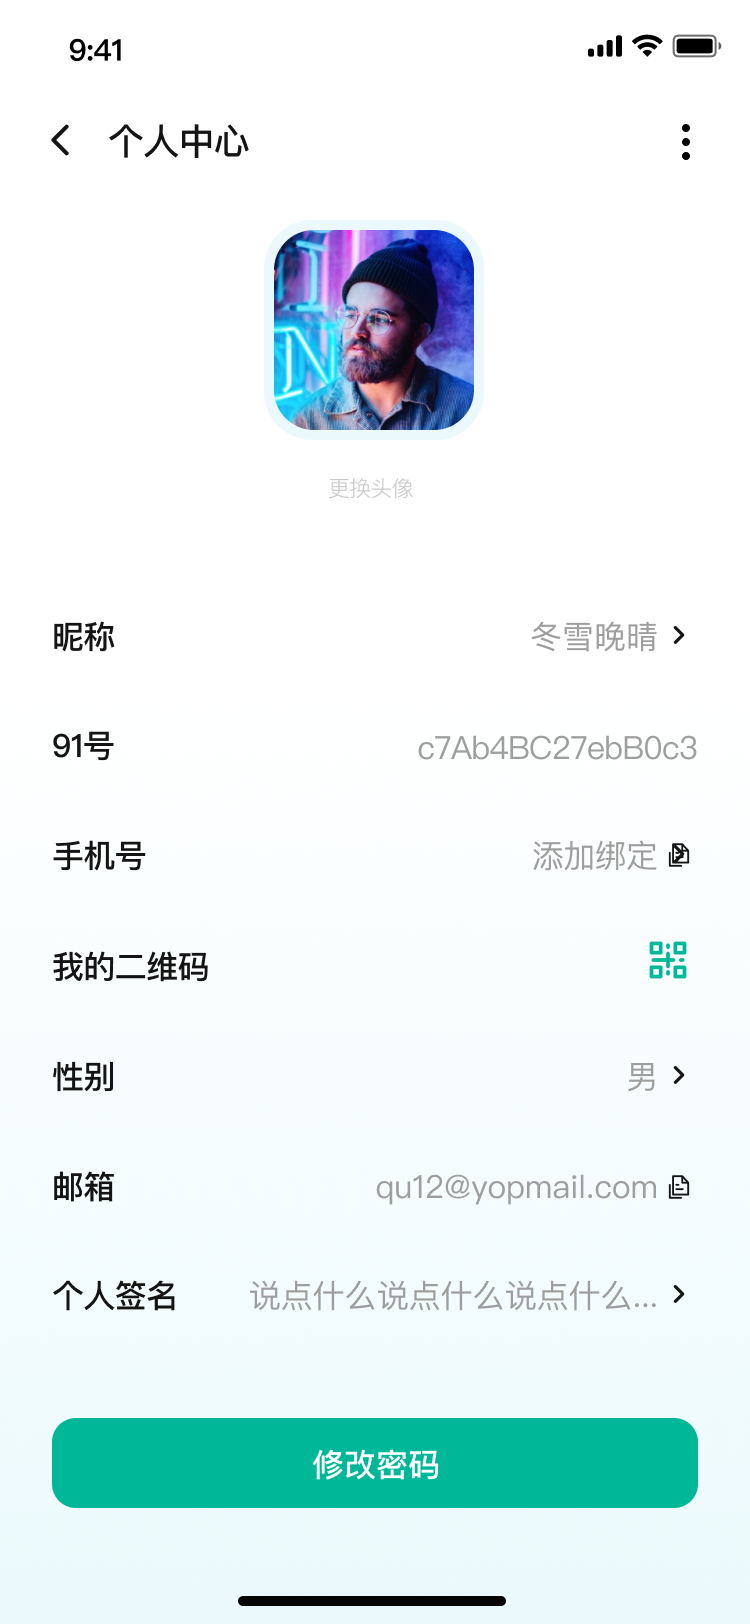 9:41
个人中心
更换头像
昵称 冬雪晚晴
91号 c7Ab4BC27ebB0c3
手机号 添加绑定
我的二维码
性别 男
邮箱 qu12@yopmail.com
个人签名 说点什么说点什么说点什么...
修改密码